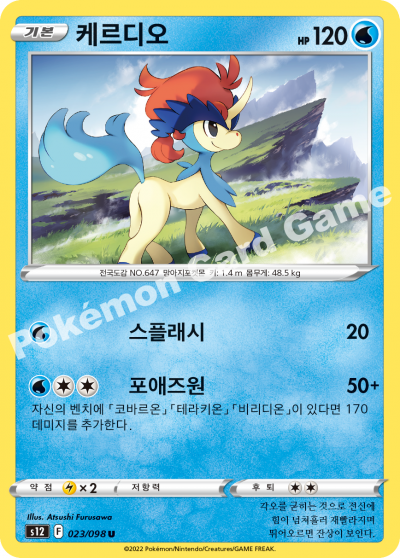 기본 케르디오 HP 120
전국도감 NO.647 망아지포켓몬 키: 1.4 m 몸무게: 48.5 kg
Pokémon Card Game
스플래시 20
포애즈원 50+
자신의 벤치에 「코바르온」 「테라키온」 「비리디온」이 있다면 170
데미지를 추가한다.
약점 ×2 저항력 후퇴
Illus. Atsushi Furusawa
s12 F 023/098 U
각오를 굳히는 것으로 전신에
힘이 넘쳐흘러 재빨라지며
뛰어오르면 잔상이 보인다.
©2022 Pokémon/Nintendo/Creatures/GAME FREAK.